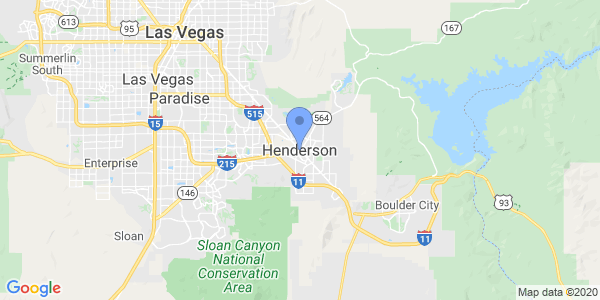 613
95
Las Vegas
167
Summerlin
South
Las Vegas
Paradise
515
564
15
Henderson
Enterprise
215
11
146
Boulder City
93
Sloan
11
Sloan Canyon
National
Conservation
Area
Google
Map data ©2020